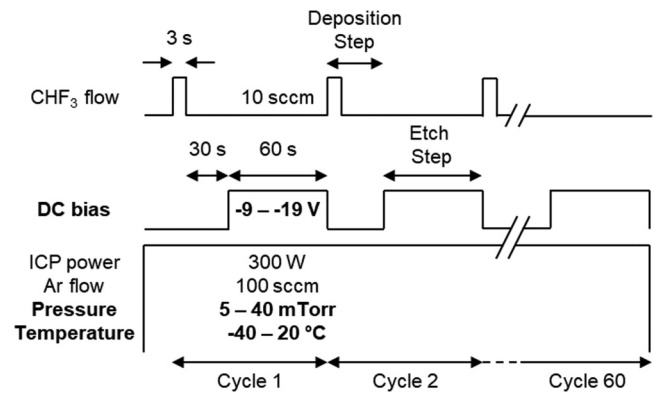 Deposition
Step
3 s
CHF₃ flow
10 sccm
Etch
Step
30 s
60 s
DC bias
-9 – -19 V
ICP power
300 W
Ar flow
100 sccm
Pressure
5 – 40 mTorr
Temperature
-40 – 20 °C
Cycle 1
Cycle 2
Cycle 60